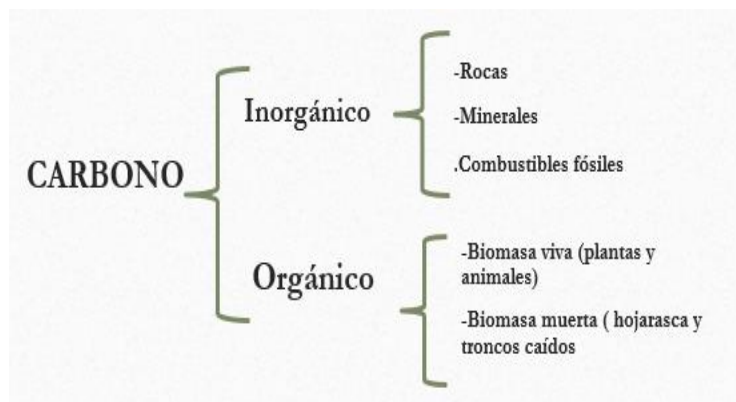 CARBONO
Inorgánico
-Rocas
-Minerales
.Combustibles fósiles
Orgánico
-Biomasa viva (plantas y
animales)
-Biomasa muerta ( hojarasca y
troncos caídos